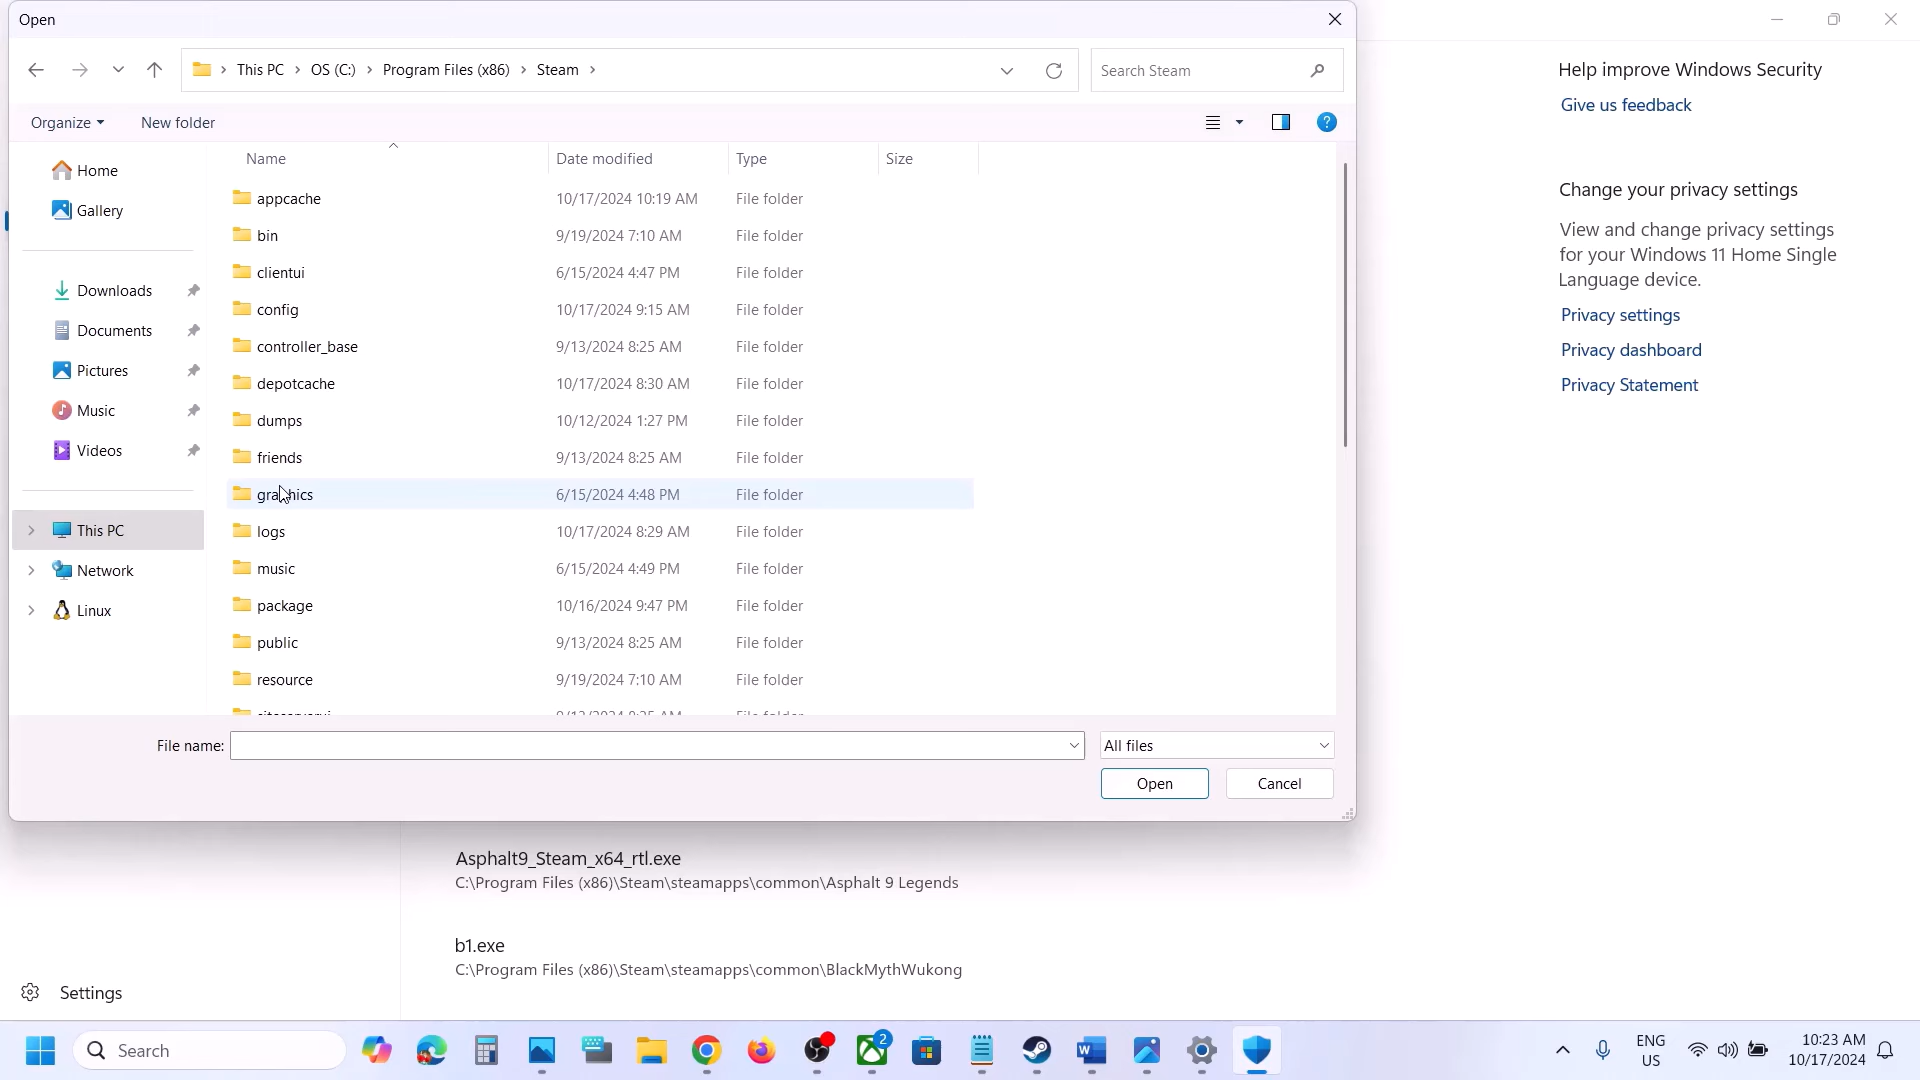 Open
This PC > OS (C:) > Program Files (x86) > Steam >
Search Steam
Organize
New folder
Name
Date modified
Type
Size
Home
Gallery
Downloads
Documents
Pictures
Music
Videos
This PC
Network
Linux
appcache 10/17/2024 10:19 AM File folder
bin 9/19/2024 7:10 AM File folder
clientui 6/15/2024 4:47 PM File folder
config 10/17/2024 9:15 AM File folder
controller_base 9/13/2024 8:25 AM File folder
depotcache 10/17/2024 8:30 AM File folder
dumps 10/12/2024 1:27 PM File folder
friends 9/13/2024 8:25 AM File folder
graphics 6/15/2024 4:48 PM File folder
logs 10/17/2024 8:29 AM File folder
music 6/15/2024 4:49 PM File folder
package 10/16/2024 9:47 PM File folder
public 9/13/2024 8:25 AM File folder
resource 9/19/2024 7:10 AM File folder
File name:
All files
Open
Cancel
Help improve Windows Security
Give us feedback
Change your privacy settings
View and change privacy settings
for your Windows 11 Home Single
Language device.
Privacy settings
Privacy dashboard
Privacy Statement
Asphalt9_Steam_x64_rtl.exe
C:\Program Files (x86)\Steam\steamapps\common\Asphalt 9 Legends
b1.exe
C:\Program Files (x86)\Steam\steamapps\common\BlackMythWukong
Settings
Search
2
ENG
US
10:23 AM
10/17/2024